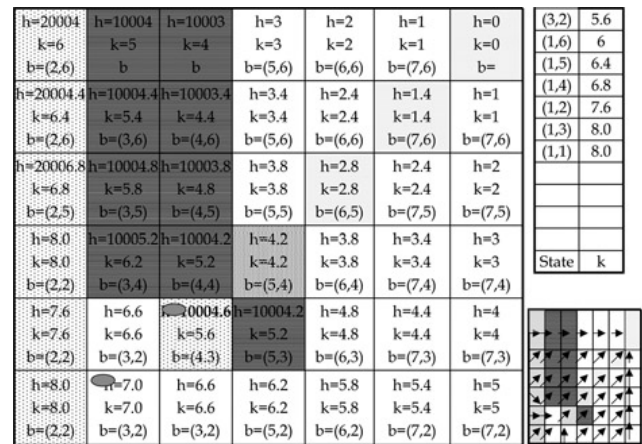 h=20004 h=10004 h=10003 h=3 h=2 h=1 h=0
k=6 k=5 k=4 k=3 k=2 k=1 k=0
b=(2,6) b b b=(5,6) b=(6,6) b=(7,6) b=
h=20004.4 h=10004.4 h=10003.4 h=3.4 h=2.4 h=1.4 h=1
k=6.4 k=5.4 k=4.4 k=3.4 k=2.4 k=1.4 k=1
b=(2,6) b=(3,6) b=(4,6) b=(5,6) b=(6,6) b=(7,6) b=(7,6)
h=20006.8 h=10004.8 h=10003.8 h=3.8 h=2.8 h=2.4 h=2
k=6.8 k=5.8 k=4.8 k=3.8 k=2.8 k=2.4 k=2
b=(2,5) b=(3,5) b=(4,5) b=(5,5) b=(6,5) b=(7,5) b=(7,5)
h=8.0 h=10005.2 h=10004.2 h=4.2 h=3.8 h=3.4 h=3
k=8.0 k=6.2 k=5.2 k=4.2 k=3.8 k=3.4 k=3
b=(2,2) b=(3,4) b=(4,4) b=(5,4) b=(6,4) b=(7,4) b=(7,4)
h=7.6 h=6.6 10004.6 h=10004.2 h=4.8 h=4.4 h=4
k=7.6 k=6.6 k=5.6 k=5.2 k=4.8 k=4.4 k=4
b=(2,2) b=(3,2) b=(4.3) b=(5,3) b=(6,3) b=(7,3) b=(7,3)
h=8.0 h=7.0 h=6.6 h=6.2 h=5.8 h=5.4 h=5
k=8.0 k=7.0 k=6.6 k=6.2 k=5.8 k=5.4 k=5
b=(2,2) b=(3,2) b=(3,2) b=(5,2) b=(6,2) b=(7,2) b=(7,2)
(3,2) 5.6
(1,6) 6
(1,5) 6.4
(1,4) 6.8
(1,2) 7.6
(1,3) 8.0
(1,1) 8.0
State k